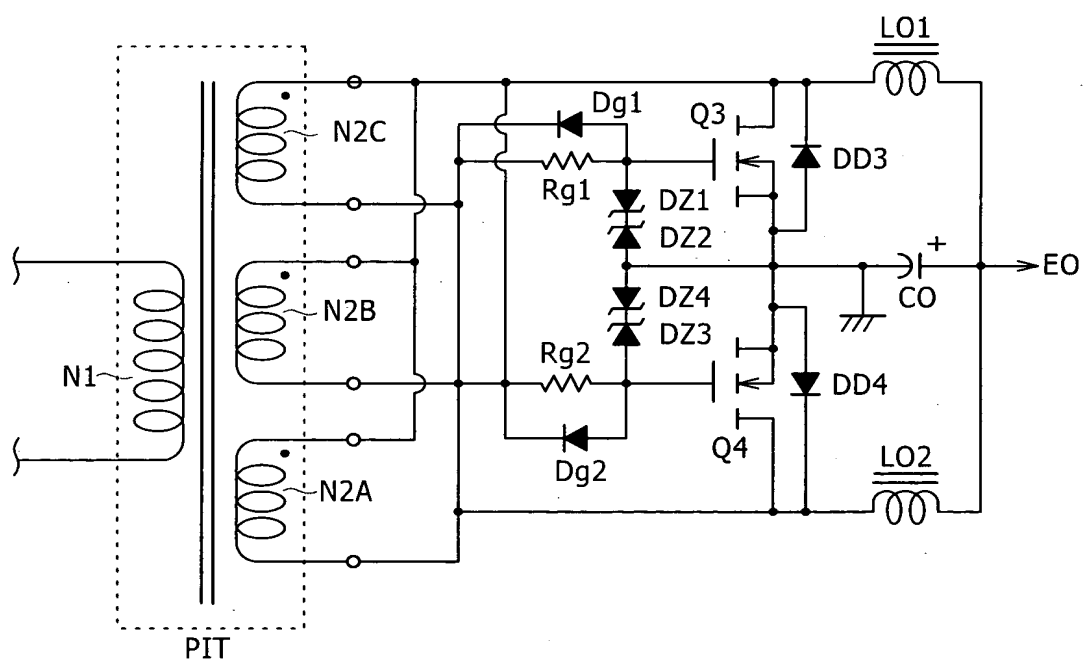 LO1
Dg1
Q3
N2C
DD3
Rg1
DZ1
DZ2
+
EO
CO
N2B
DZ4
DZ3
Rg2
N1
DD4
Q4
LO2
Dg2
N2A
PIT